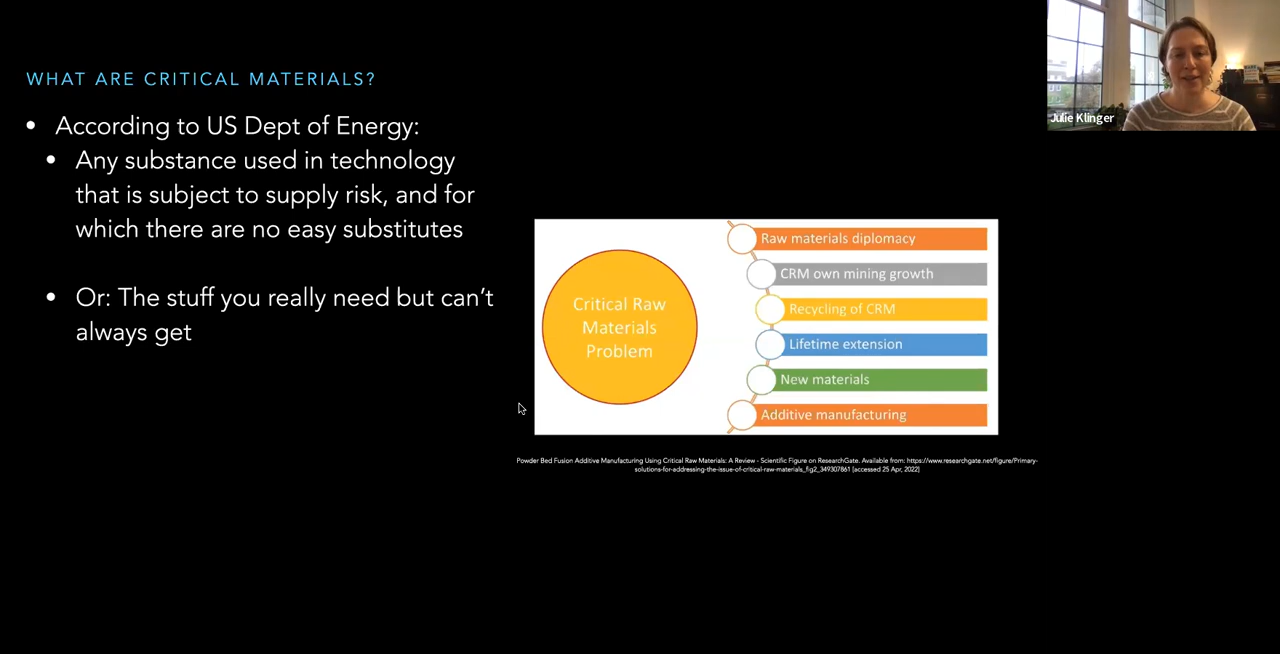 WHAT ARE CRITICAL MATERIALS?
• According to US Dept of Energy:
• Any substance used in technology
that is subject to supply risk, and for
which there are no easy substitutes
• Or: The stuff you really need but can’t
always get
Critical Raw
Materials
Problem
Raw materials diplomacy
CRM own mining growth
Recycling of CRM
Lifetime extension
New materials
Additive manufacturing
Powder Bed Fusion Additive Manufacturing Using Critical Raw Materials: A Review - Scientific Figure on ResearchGate. Available from: https://www.researchgate.net/figure/Primary-
solutions-for-addressing-the-issue-of-critical-raw-materials_fig2_349307861 [accessed 25 Apr, 2022]
Julie Klinger